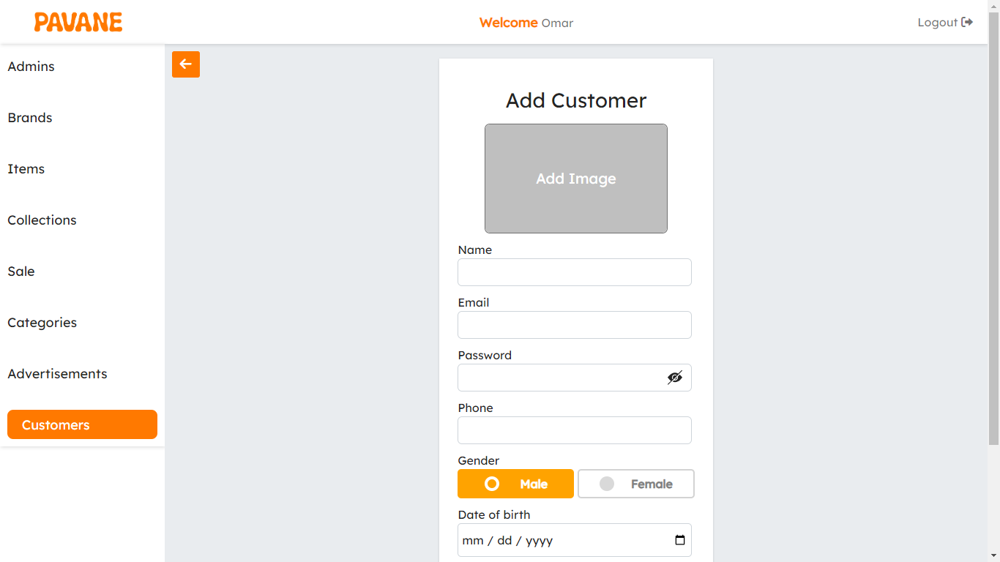 PAVANE
Welcome Omar
Logout
Admins
Brands
Items
Collections
Sale
Categories
Advertisements
Customers
Add Customer
Add Image
Name
Email
Password
Phone
Gender
Male Female
Date of birth
mm / dd / yyyy